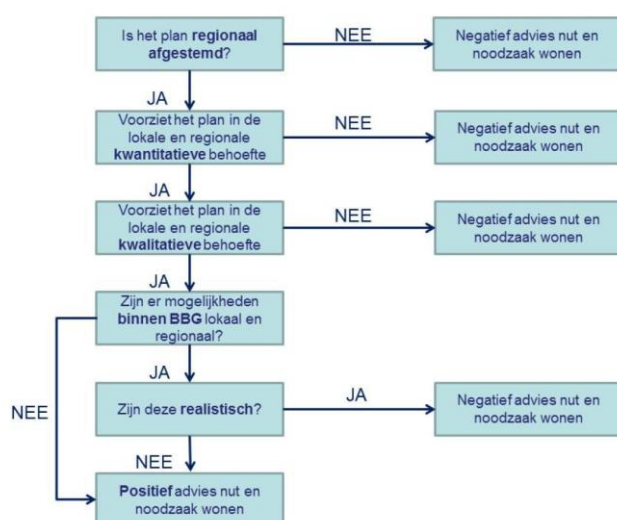 Is het plan regionaal
afgestemd?
NEE
Negatief advies nut en
noodzaak wonen
JA
Voorziet het plan in de
lokale en regionale
kwantitatieve behoefte
NEE
Negatief advies nut en
noodzaak wonen
JA
Voorziet het plan in de
lokale en regionale
kwalitatieve behoefte
NEE
Negatief advies nut en
noodzaak wonen
JA
Zijn er mogelijkheden
binnen BBG lokaal en
regionaal?
NEE
JA
Zijn deze realistisch?
JA
Negatief advies nut en
noodzaak wonen
NEE
Positief advies nut en
noodzaak wonen